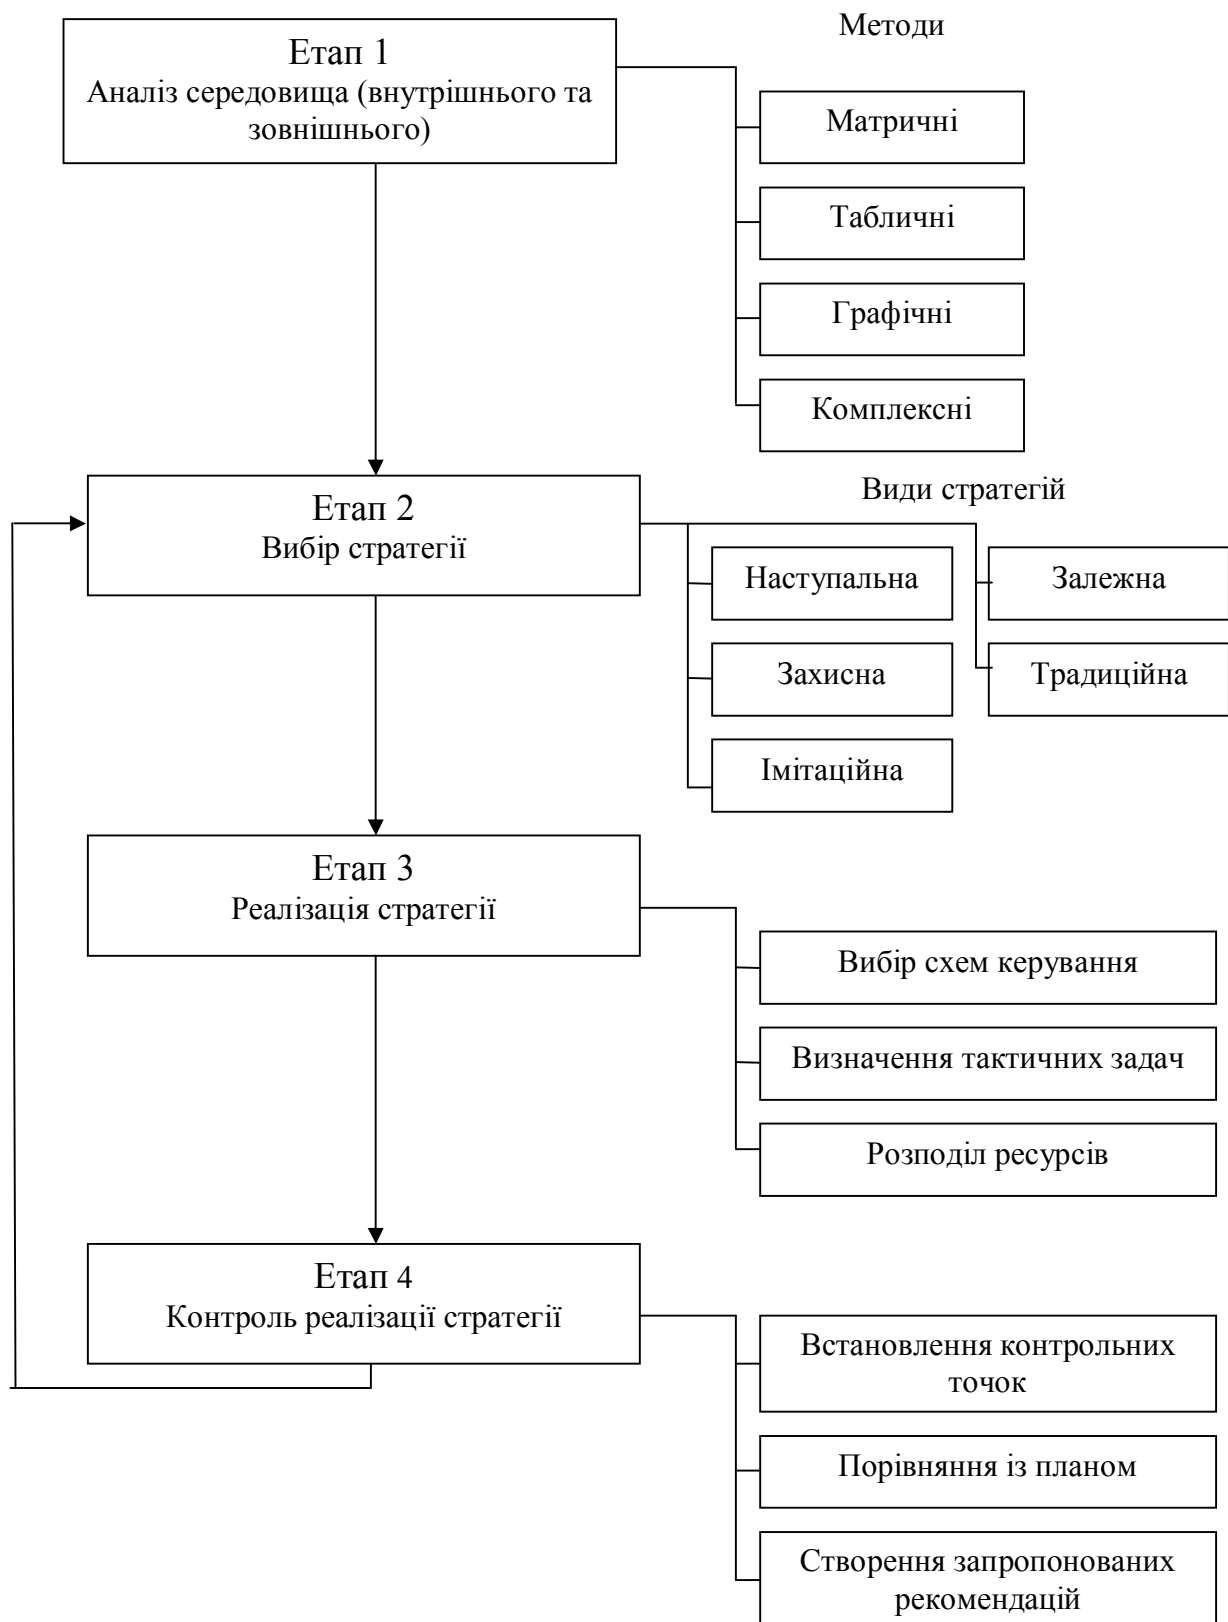 Методи
Етап 1
Аналіз середовища (внутрішнього та
зовнішнього)
Матричні
Табличні
Графічні
Комплексні
Види стратегій
Етап 2
Вибір стратегії
Наступальна
Залежна
Захисна
Традиційна
Імітаційна
Етап 3
Реалізація стратегії
Вибір схем керування
Визначення тактичних задач
Розподіл ресурсів
Етап 4
Контроль реалізації стратегії
Встановлення контрольних
точок
Порівняння із планом
Створення запропонованих
рекомендацій